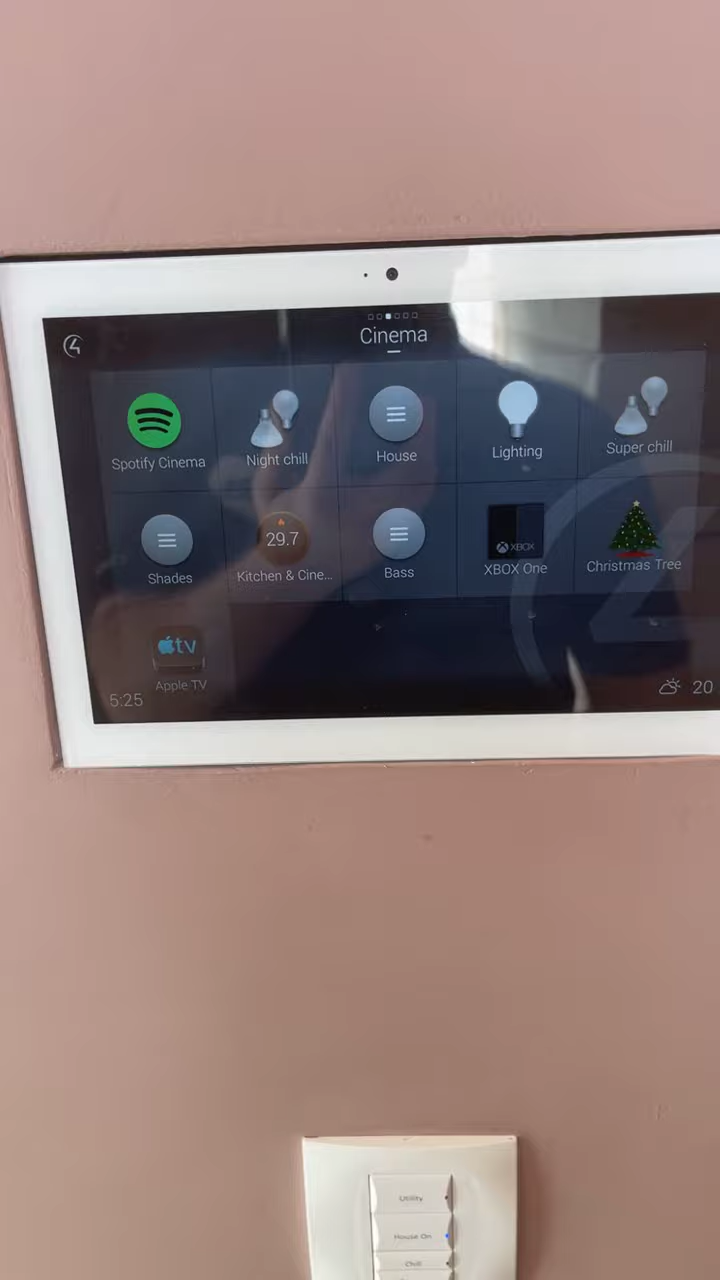 Cinema
Spotify Cinema
Night chill
House
Lighting
Super chill
Shades
29.7
Kitchen & Cine...
Bass
XBOX
XBOX One
Christmas Tree
tv
Apple TV
5:25
20
Utility
House On
Chill